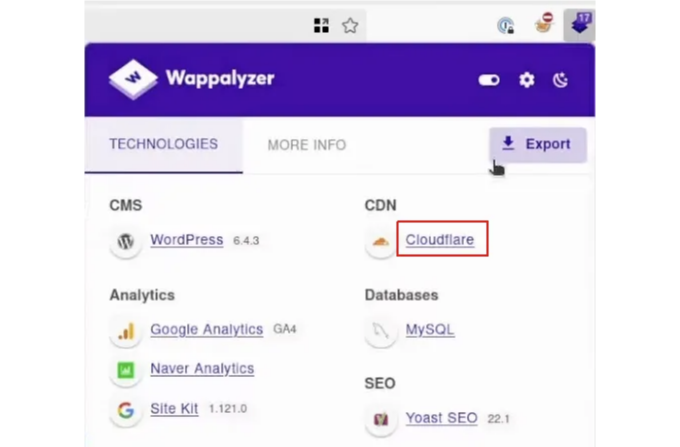 17
W Wappalyzer
TECHNOLOGIES MORE INFO Export
CMS
WordPress 6.4.3
Analytics
Google Analytics GA4
Naver Analytics
Site Kit 1.121.0
CDN
Cloudflare
Databases
MySQL
SEO
Yoast SEO 22.1